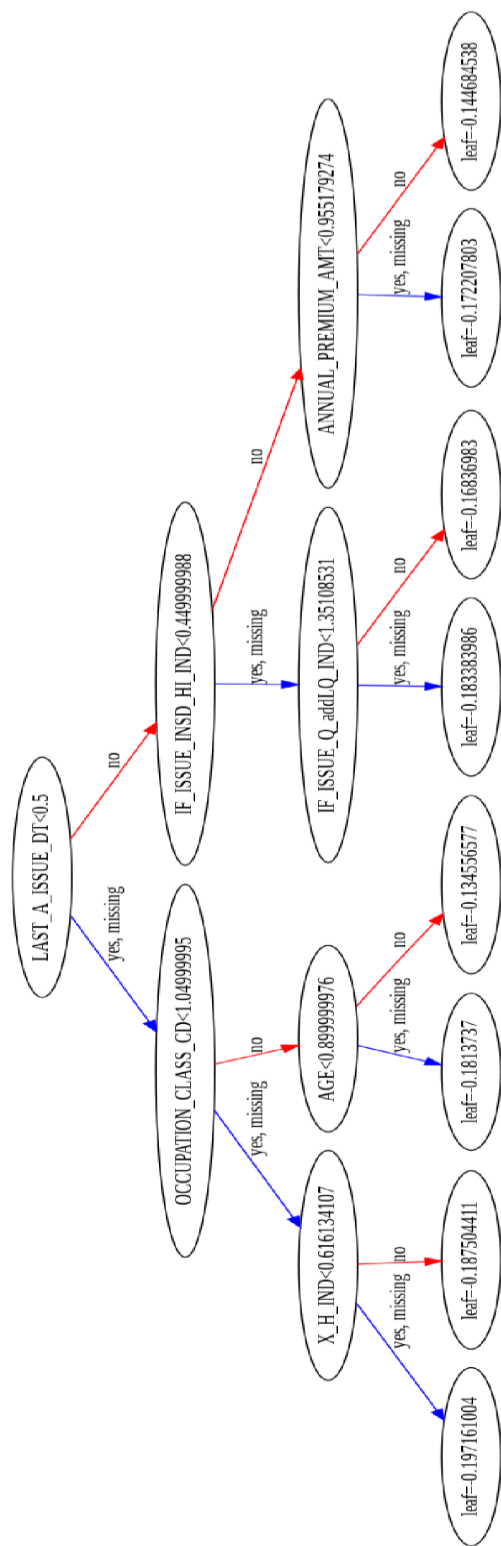 LAST_A_ISSUE_DT<0.5
yes, missing
no
OCCUPATION_CLASS_CD<1.04999995
IF_ISSUE_INSD_HI_IND<0.449999988
yes, missing
no
yes, missing
no
X_H_IND<0.616134107
AGE<0.899999976
IF_ISSUE_Q_addLQ_IND<1.35108531
ANNUAL_PREMIUM_AMT<0.955179274
yes, missing
no
yes, missing
no
yes, missing
no
yes, missing
no
leaf=-0.197161004
leaf=-0.187504411
leaf=-0.1813737
leaf=-0.134556577
leaf=-0.183383986
leaf=-0.16836983
leaf=-0.172207803
leaf=-0.144684538